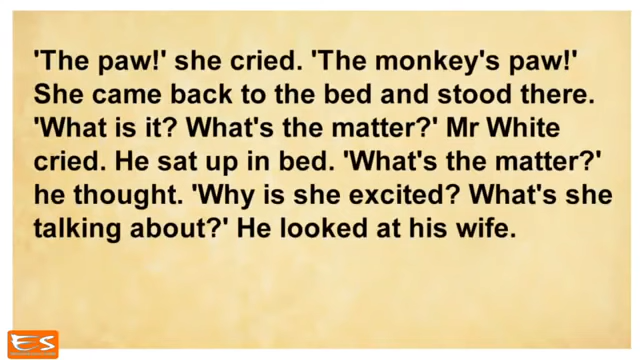 'The paw!' she cried. 'The monkey's paw!'
She came back to the bed and stood there.
'What is it? What's the matter?' Mr White
cried. He sat up in bed. 'What's the matter?'
he thought. 'Why is she excited? What's she
talking about?' He looked at his wife.
ES